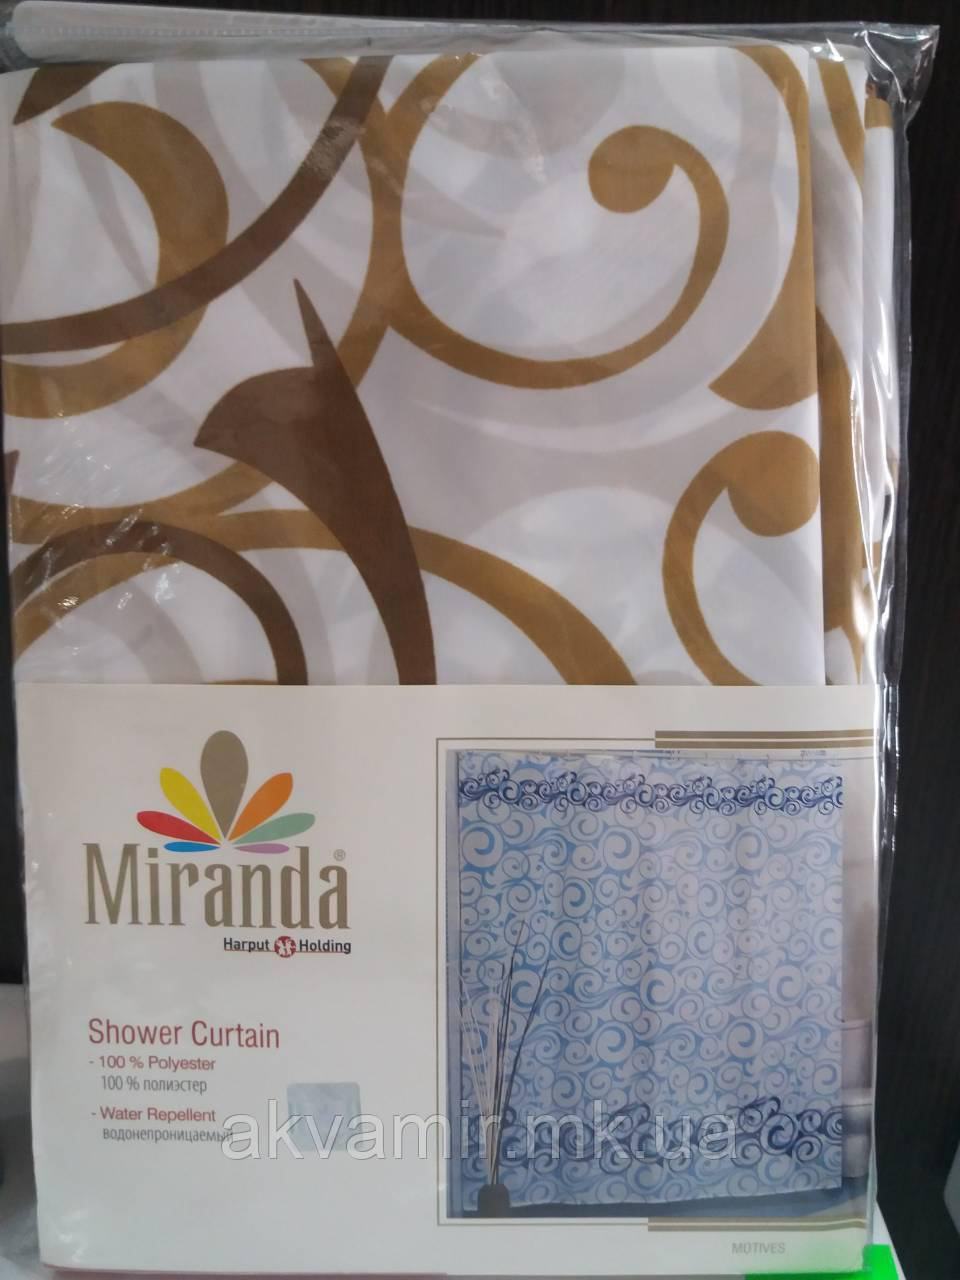 Miranda®
Harput Holding
Shower Curtain
- 100 % Polyester
100 % полиэстер
- Water Repellent
водонепроницаемый
akvamir.mk.ua
MOTIVES